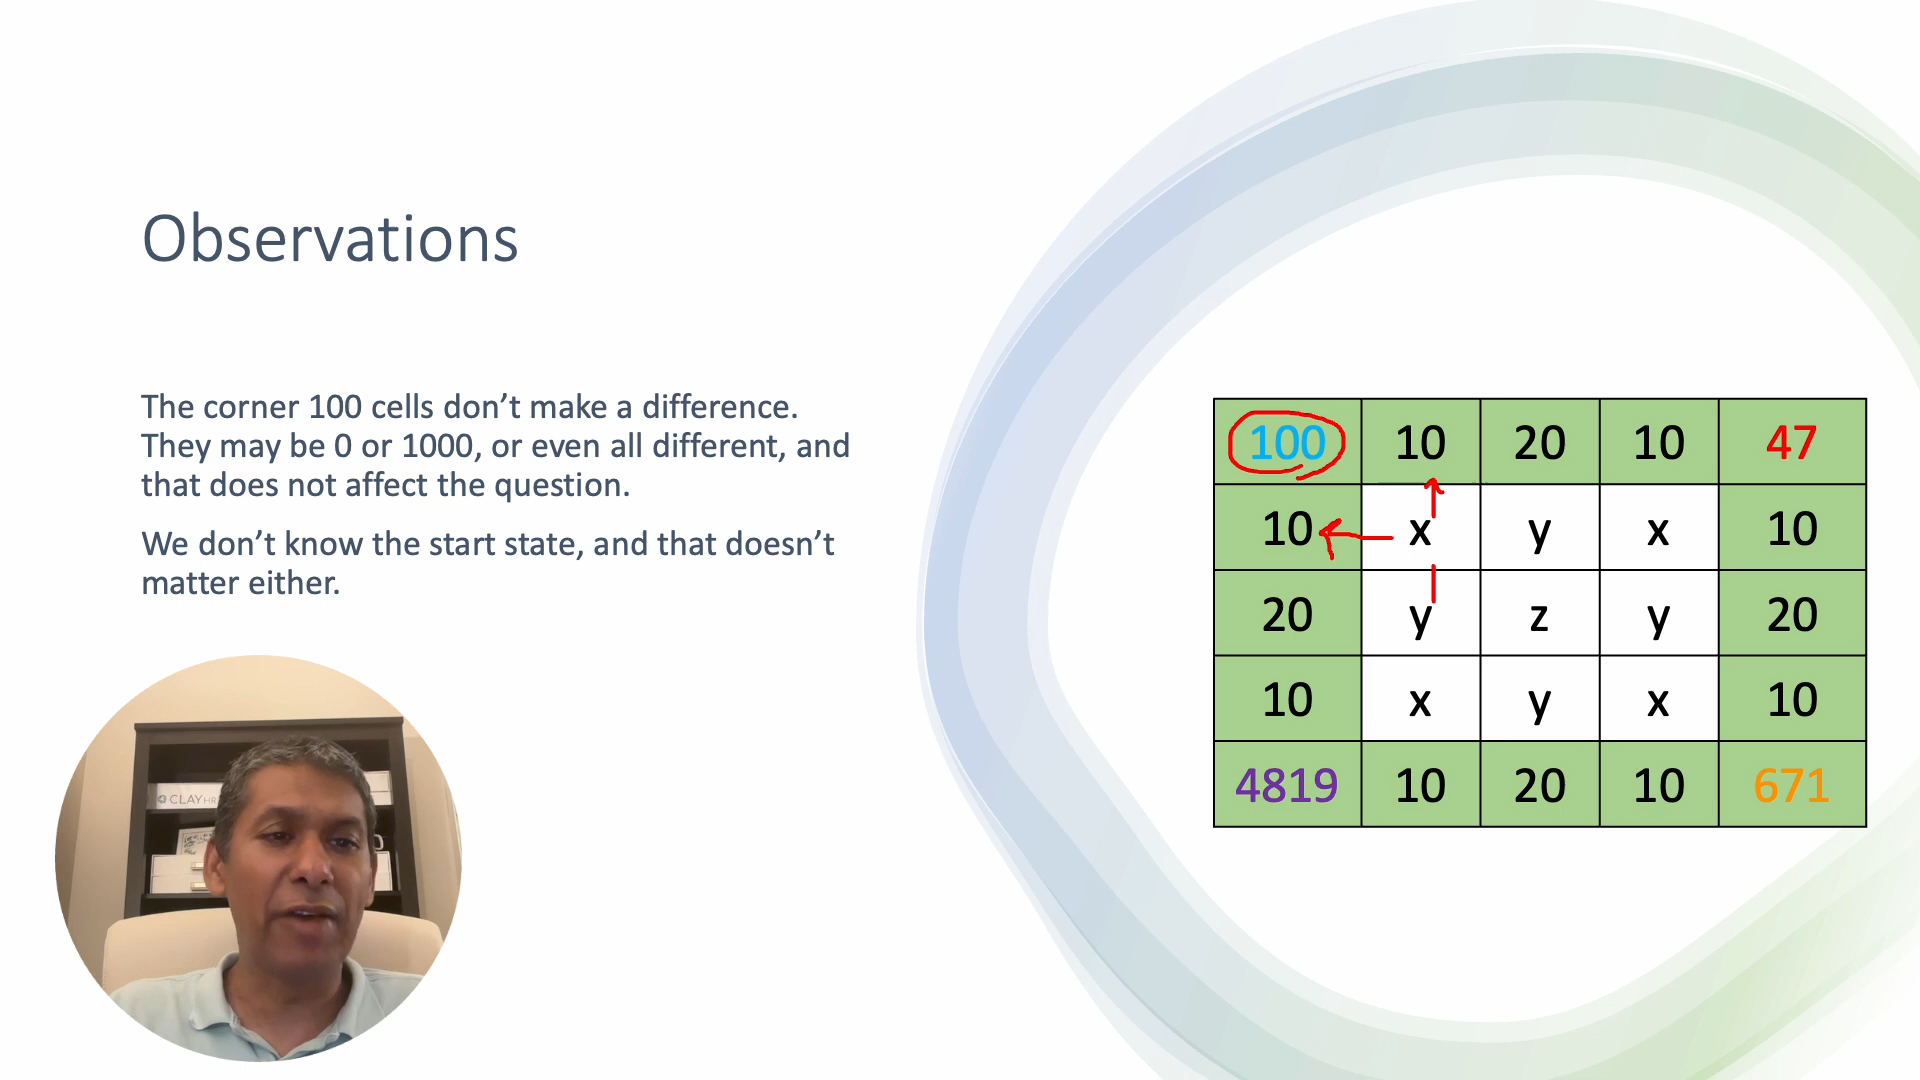 Observations
The corner 100 cells don’t make a difference.
They may be 0 or 1000, or even all different, and
that does not affect the question.
We don’t know the start state, and that doesn’t
matter either.
100 10 20 10 47
10 x y x 10
20 y z y 20
10 x y x 10
4819 10 20 10 671
CLAYHR